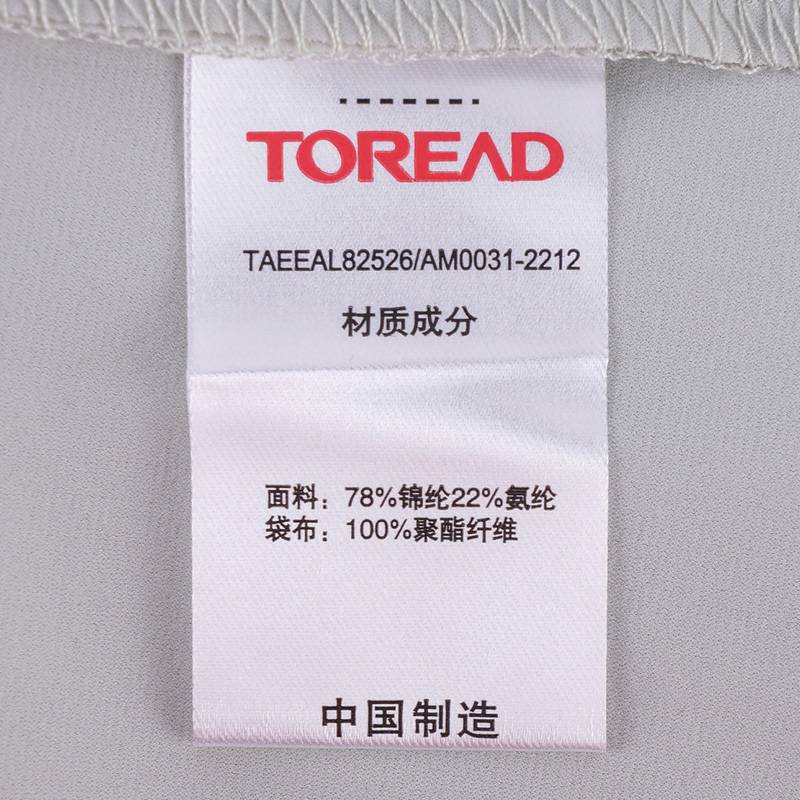 TOREAD
TAEEAL82526/AM0031-2212
材质成分
面料：78%锦纶22%氨纶
袋布：100%聚酯纤维
中国制造